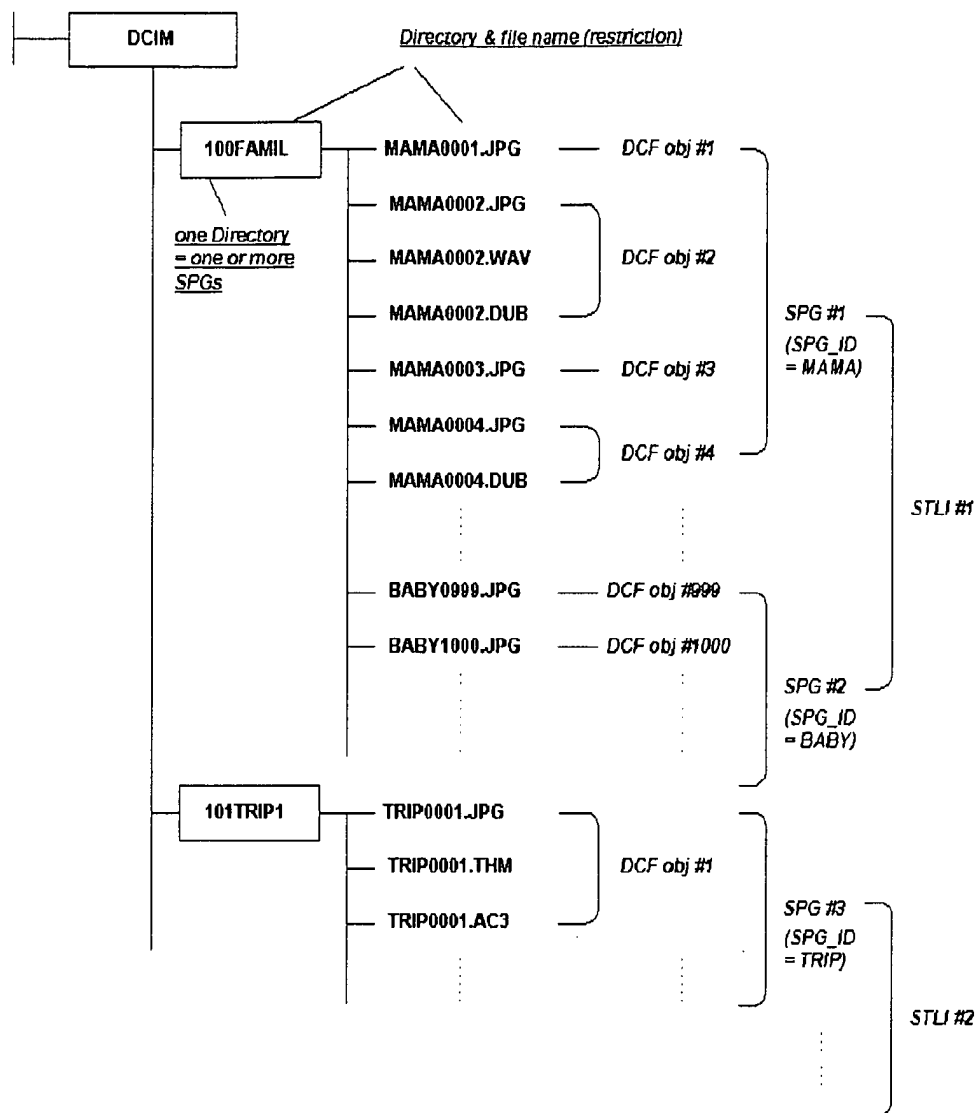 DCIM
Directory & file name (restriction)
100FAMIL
one Directory
= one or more
SPGs
MAMA0001.JPG
DCF obj #1
MAMA0002.JPG
MAMA0002.WAV
DCF obj #2
MAMA0002.DUB
MAMA0003.JPG
DCF obj #3
MAMA0004.JPG
DCF obj #4
MAMA0004.DUB
SPG #1
(SPG_ID
= MAMA)
STLI #1
BABY0999.JPG
DCF obj #999
BABY1000.JPG
DCF obj #1000
SPG #2
(SPG_ID
= BABY)
101TRIP1
TRIP0001.JPG
TRIP0001.THM
DCF obj #1
TRIP0001.AC3
SPG #3
(SPG_ID
= TRIP)
STLI #2